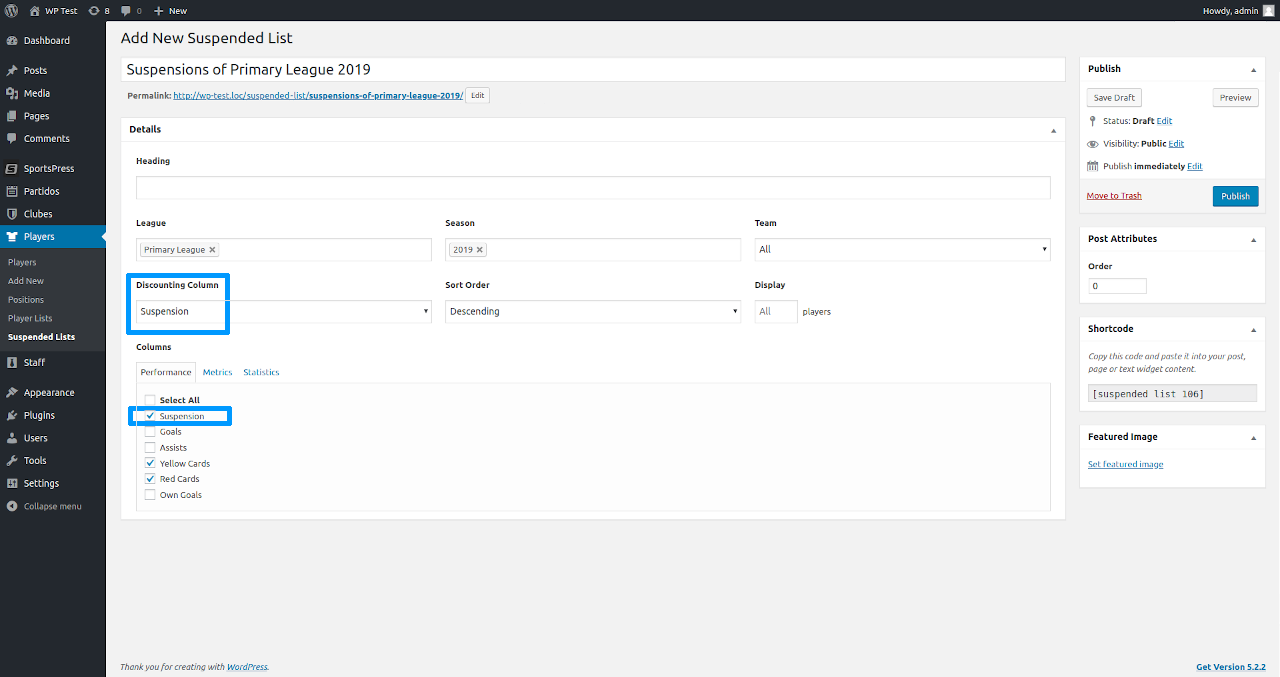 WP Test 8 0 New Howdy, admin
Dashboard
Posts
Media
Pages
Comments
SportsPress
Partidos
Clubes
Players
Players
Add New
Positions
Player Lists
Suspended Lists
Staff
Appearance
Plugins
Users
Tools
Settings
Collapse menu
Add New Suspended List
Suspensions of Primary League 2019
Permalink: http://wp-test.loc/suspended-list/suspensions-of-primary-league-2019/ Edit
Details
Heading
League Season Team
Primary League 2019 All
Discounting Column Sort Order Display
Suspension Descending All players
Columns
Performance Metrics Statistics
Select All
Suspension
Goals
Assists
Yellow Cards
Red Cards
Own Goals
Publish
Save Draft Preview
Status: Draft Edit
Visibility: Public Edit
Publish immediately Edit
Move to Trash Publish
Post Attributes
Order
0
Shortcode
Copy this code and paste it into your post,
page or text widget content.
[suspended_list 106]
Featured Image
Set featured image
Thank you for creating with WordPress.
Get Version 5.2.2